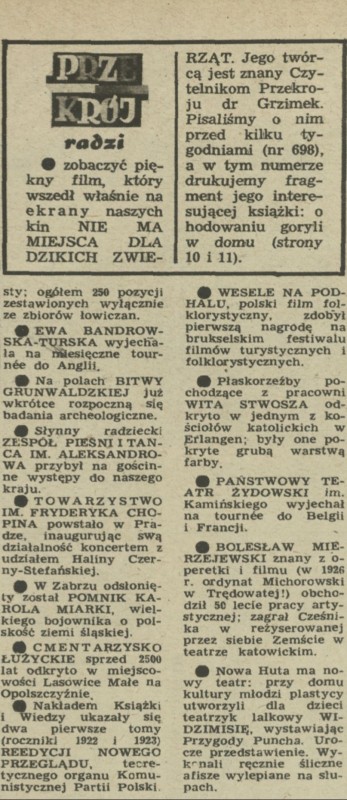 PRZE
KRÓJ
radzi
● zobaczyć pię-
kny film, który
wszedł właśnie na
ekrany naszych
kin NIE MA
MIEJSCA DLA
DZIKICH ZWIE-
RZĄT. Jego twór-
cą jest znany Czy-
telnikom Przekro-
ju dr Grzimek.
Pisaliśmy o nim
przed kilku ty-
godniami (nr 698),
a w tym numerze
drukujemy frag-
ment jego intere-
sującej książki: o
hodowaniu goryli
w domu (strony
10 i 11).
sty; ogółem 250 pozycji
zestawionych wyłącznie
ze zbiorów łowiczan.
● EWA BANDROW-
SKA-TURSKA wyjecha-
ła na miesięczne tour-
née do Anglii.
● Na polach BITWY
GRUNWALDZKIEJ już
wkrótce rozpoczną się
badania archeologiczne.
● Słynny radziecki
ZESPÓŁ PIEŚNI I TAN-
CA IM. ALEKSANDRO-
WA przybył na gościn-
ne występy do naszego
kraju.
● TOWARZYSTWO
IM. FRYDERYKA CHO-
PINA powstało w Pra-
dze, inaugurując swą
działalność koncertem z
udziałem Haliny Czer-
ny-Stefańskiej.
● W Zabrzu odsłonię-
ty został POMNIK KA-
ROLA MIARKI, wiel-
kiego bojownika o pol-
skość ziemi śląskiej.
● CMENTARZYSKO
ŁUŻYCKIE sprzed 2500
lat odkryto w miejsco-
wości Lasowice Małe na
Opolszczyźnie.
● Nakładem Książki
i Wiedzy ukazały się
dwa pierwsze tomy
(roczniki 1922 i 1923)
REEDYCJI NOWEGO
PRZEGLĄDU, teore-
tycznego organu Komu-
nistycznej Partii Polski.
● WESELE NA POD-
HALU, polski film fol-
klorystyczny, zdobył
pierwszą nagrodę na
brukselskim festiwalu
filmów turystycznych i
folklorystycznych.
● Płaskorzeźby po-
chodzące z pracowni
WITA STWOSZA od-
kryto w jednym z ko-
ściołów katolickich w
Erlangen; były one po-
kryte grubą warstwą
farby.
● PAŃSTWOWY TE-
ATR ŻYDOWSKI im.
Kamińskiego wyjechał
na tournée do Belgii
i Francji.
● BOLESŁAW MIE-
RZEJEWSKI znany z o-
peretki i filmu (w 1926
r. ordynat Michorowski
w Trędowatej!) obcho-
dził 50 lecie pracy arty-
stycznej; zagrał Cześni-
ka w reżyserowanej
przez siebie Zemście w
teatrze katowickim.
● Nowa Huta ma no-
wy teatr; przy domu
kultury młodzi plastycy
utworzyli dla dzieci
teatrzyk lalkowy WI-
DZIMISIĘ, wystawiając
Przygody Puncha. Uro-
cze przedstawienie. Wy-
konali ręcznie śliczne
afisze wylepiane na słu-
pach.